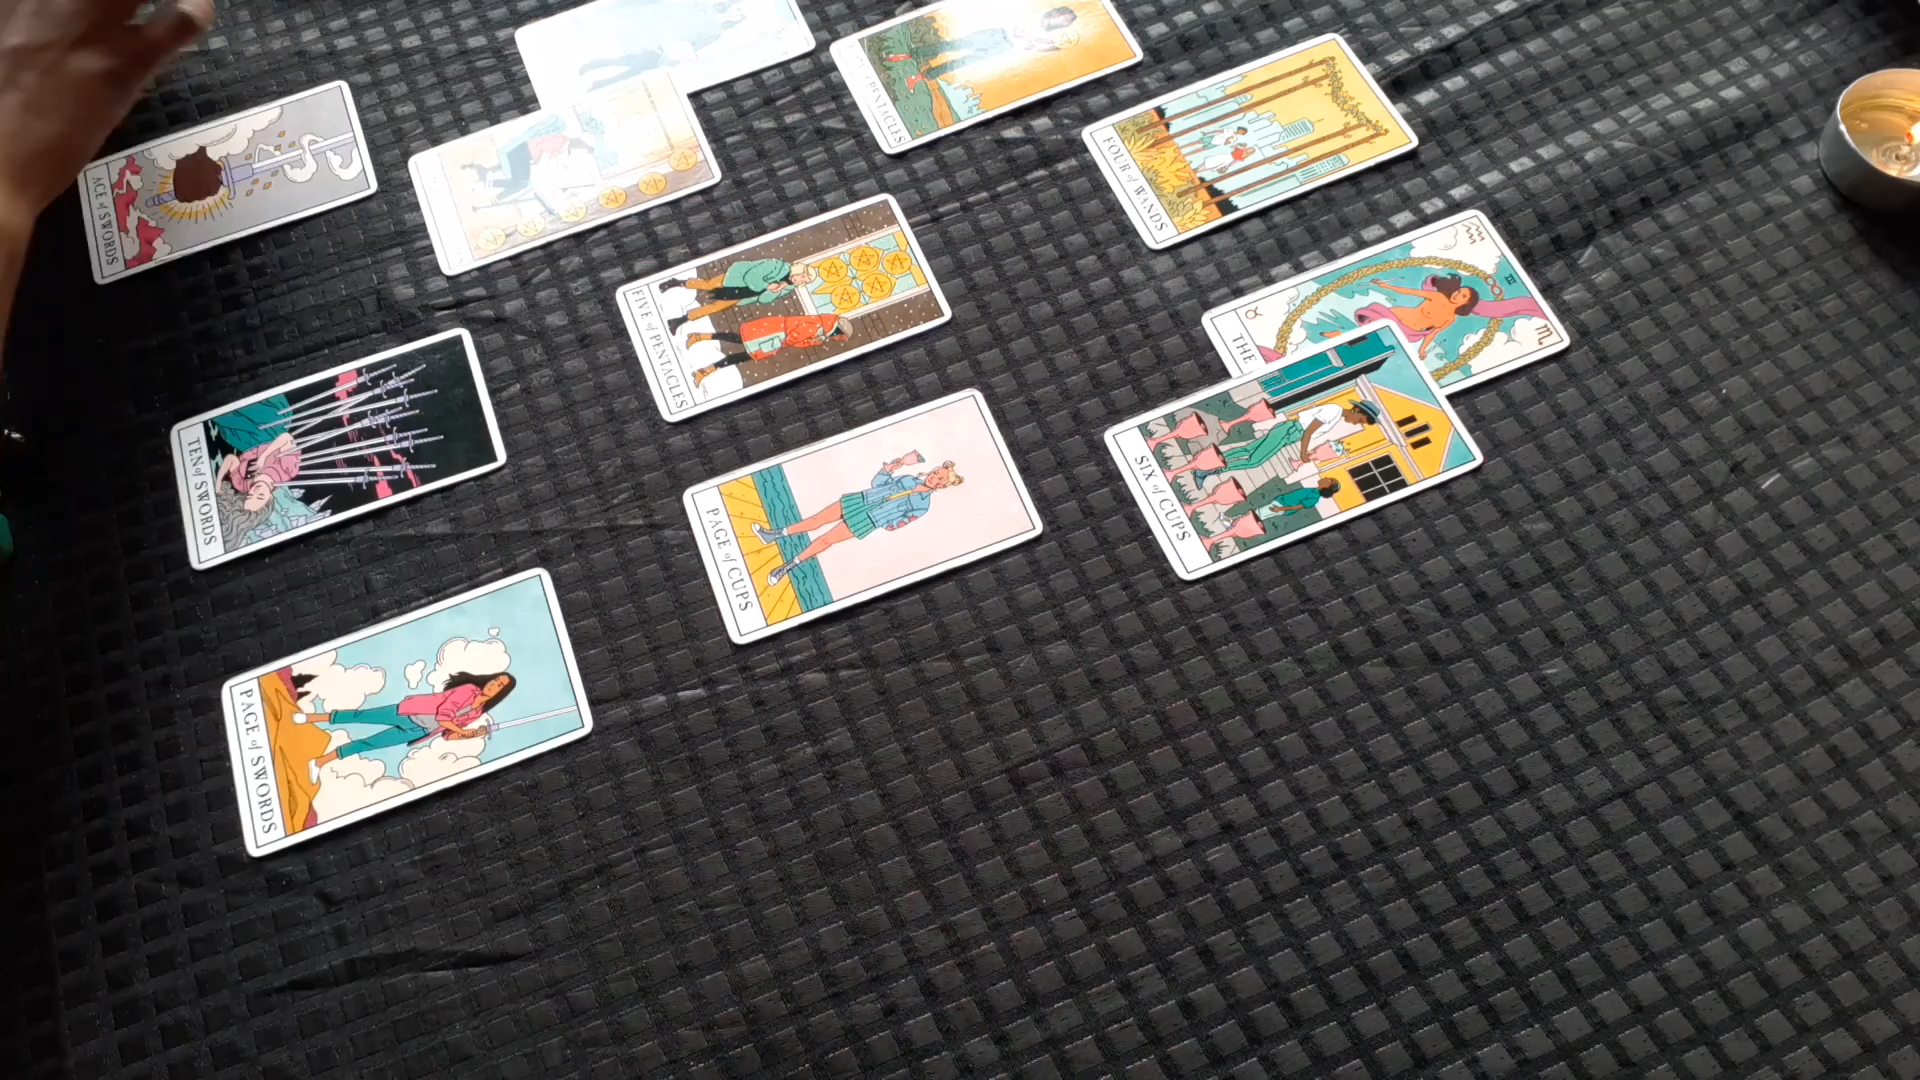 ACE of SWORDS
PENTACLES
FOUR of WANDS
FIVE of PENTACLES
THE
TEN of SWORDS
SIX of CUPS
PAGE of CUPS
PAGE of SWORDS